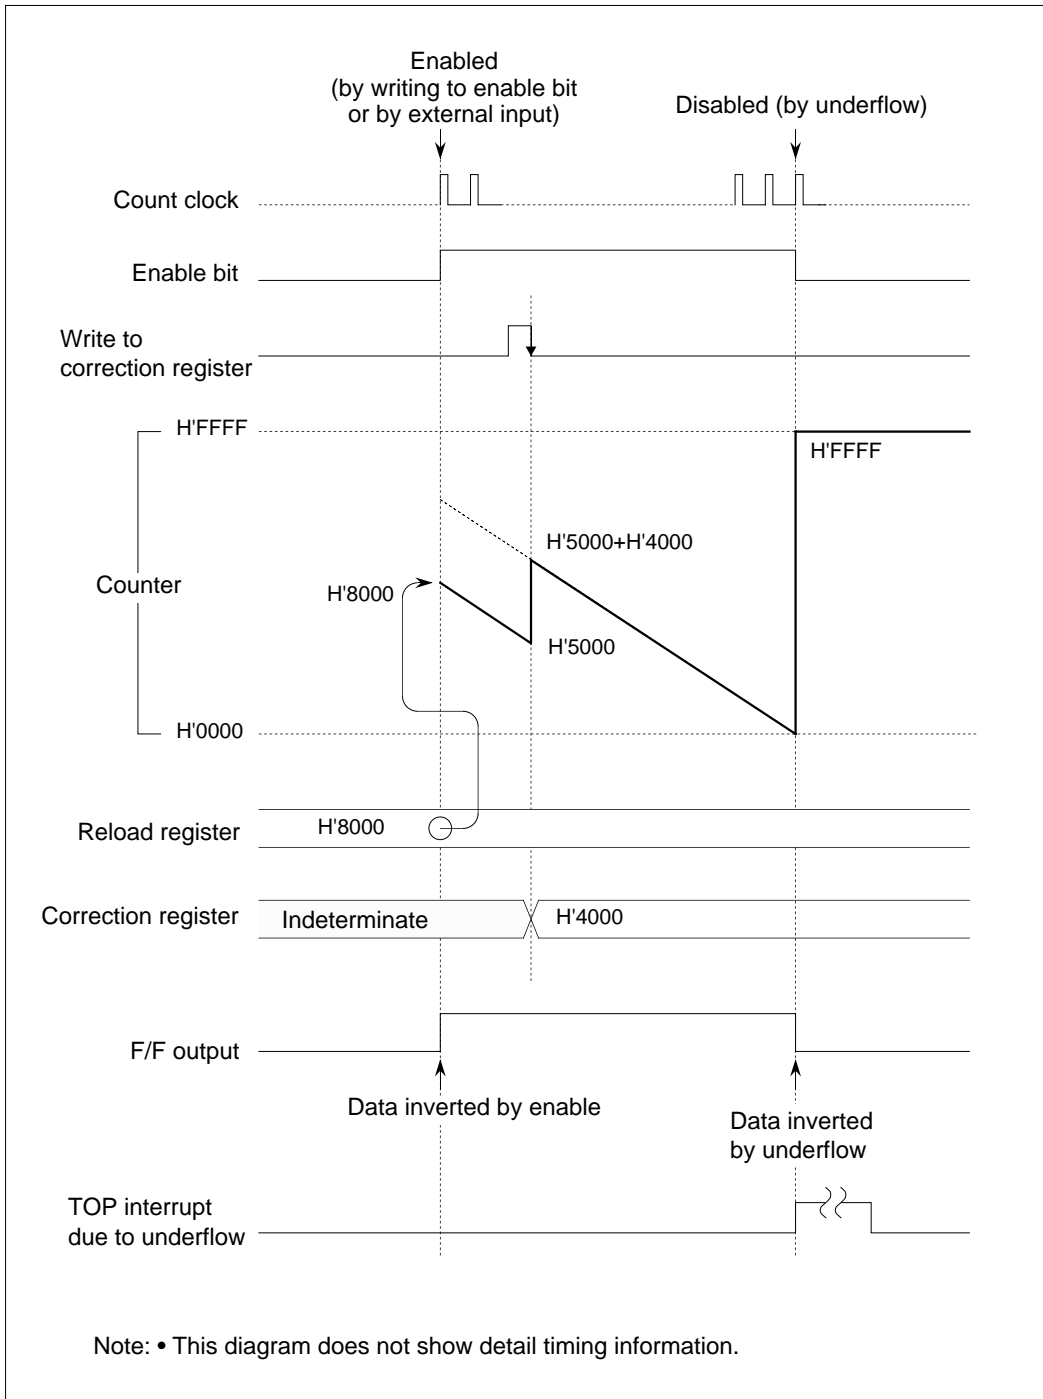 Enabled
(by writing to enable bit
or by external input)
Disabled (by underflow)
Count clock
Enable bit
Write to
correction register
H'FFFF
H'FFFF
H'5000+H'4000
Counter
H'8000
H'5000
H'0000
Reload register
H'8000
Correction register
Indeterminate
H'4000
F/F output
Data inverted by enable
Data inverted
by underflow
TOP interrupt
due to underflow
Note: • This diagram does not show detail timing information.